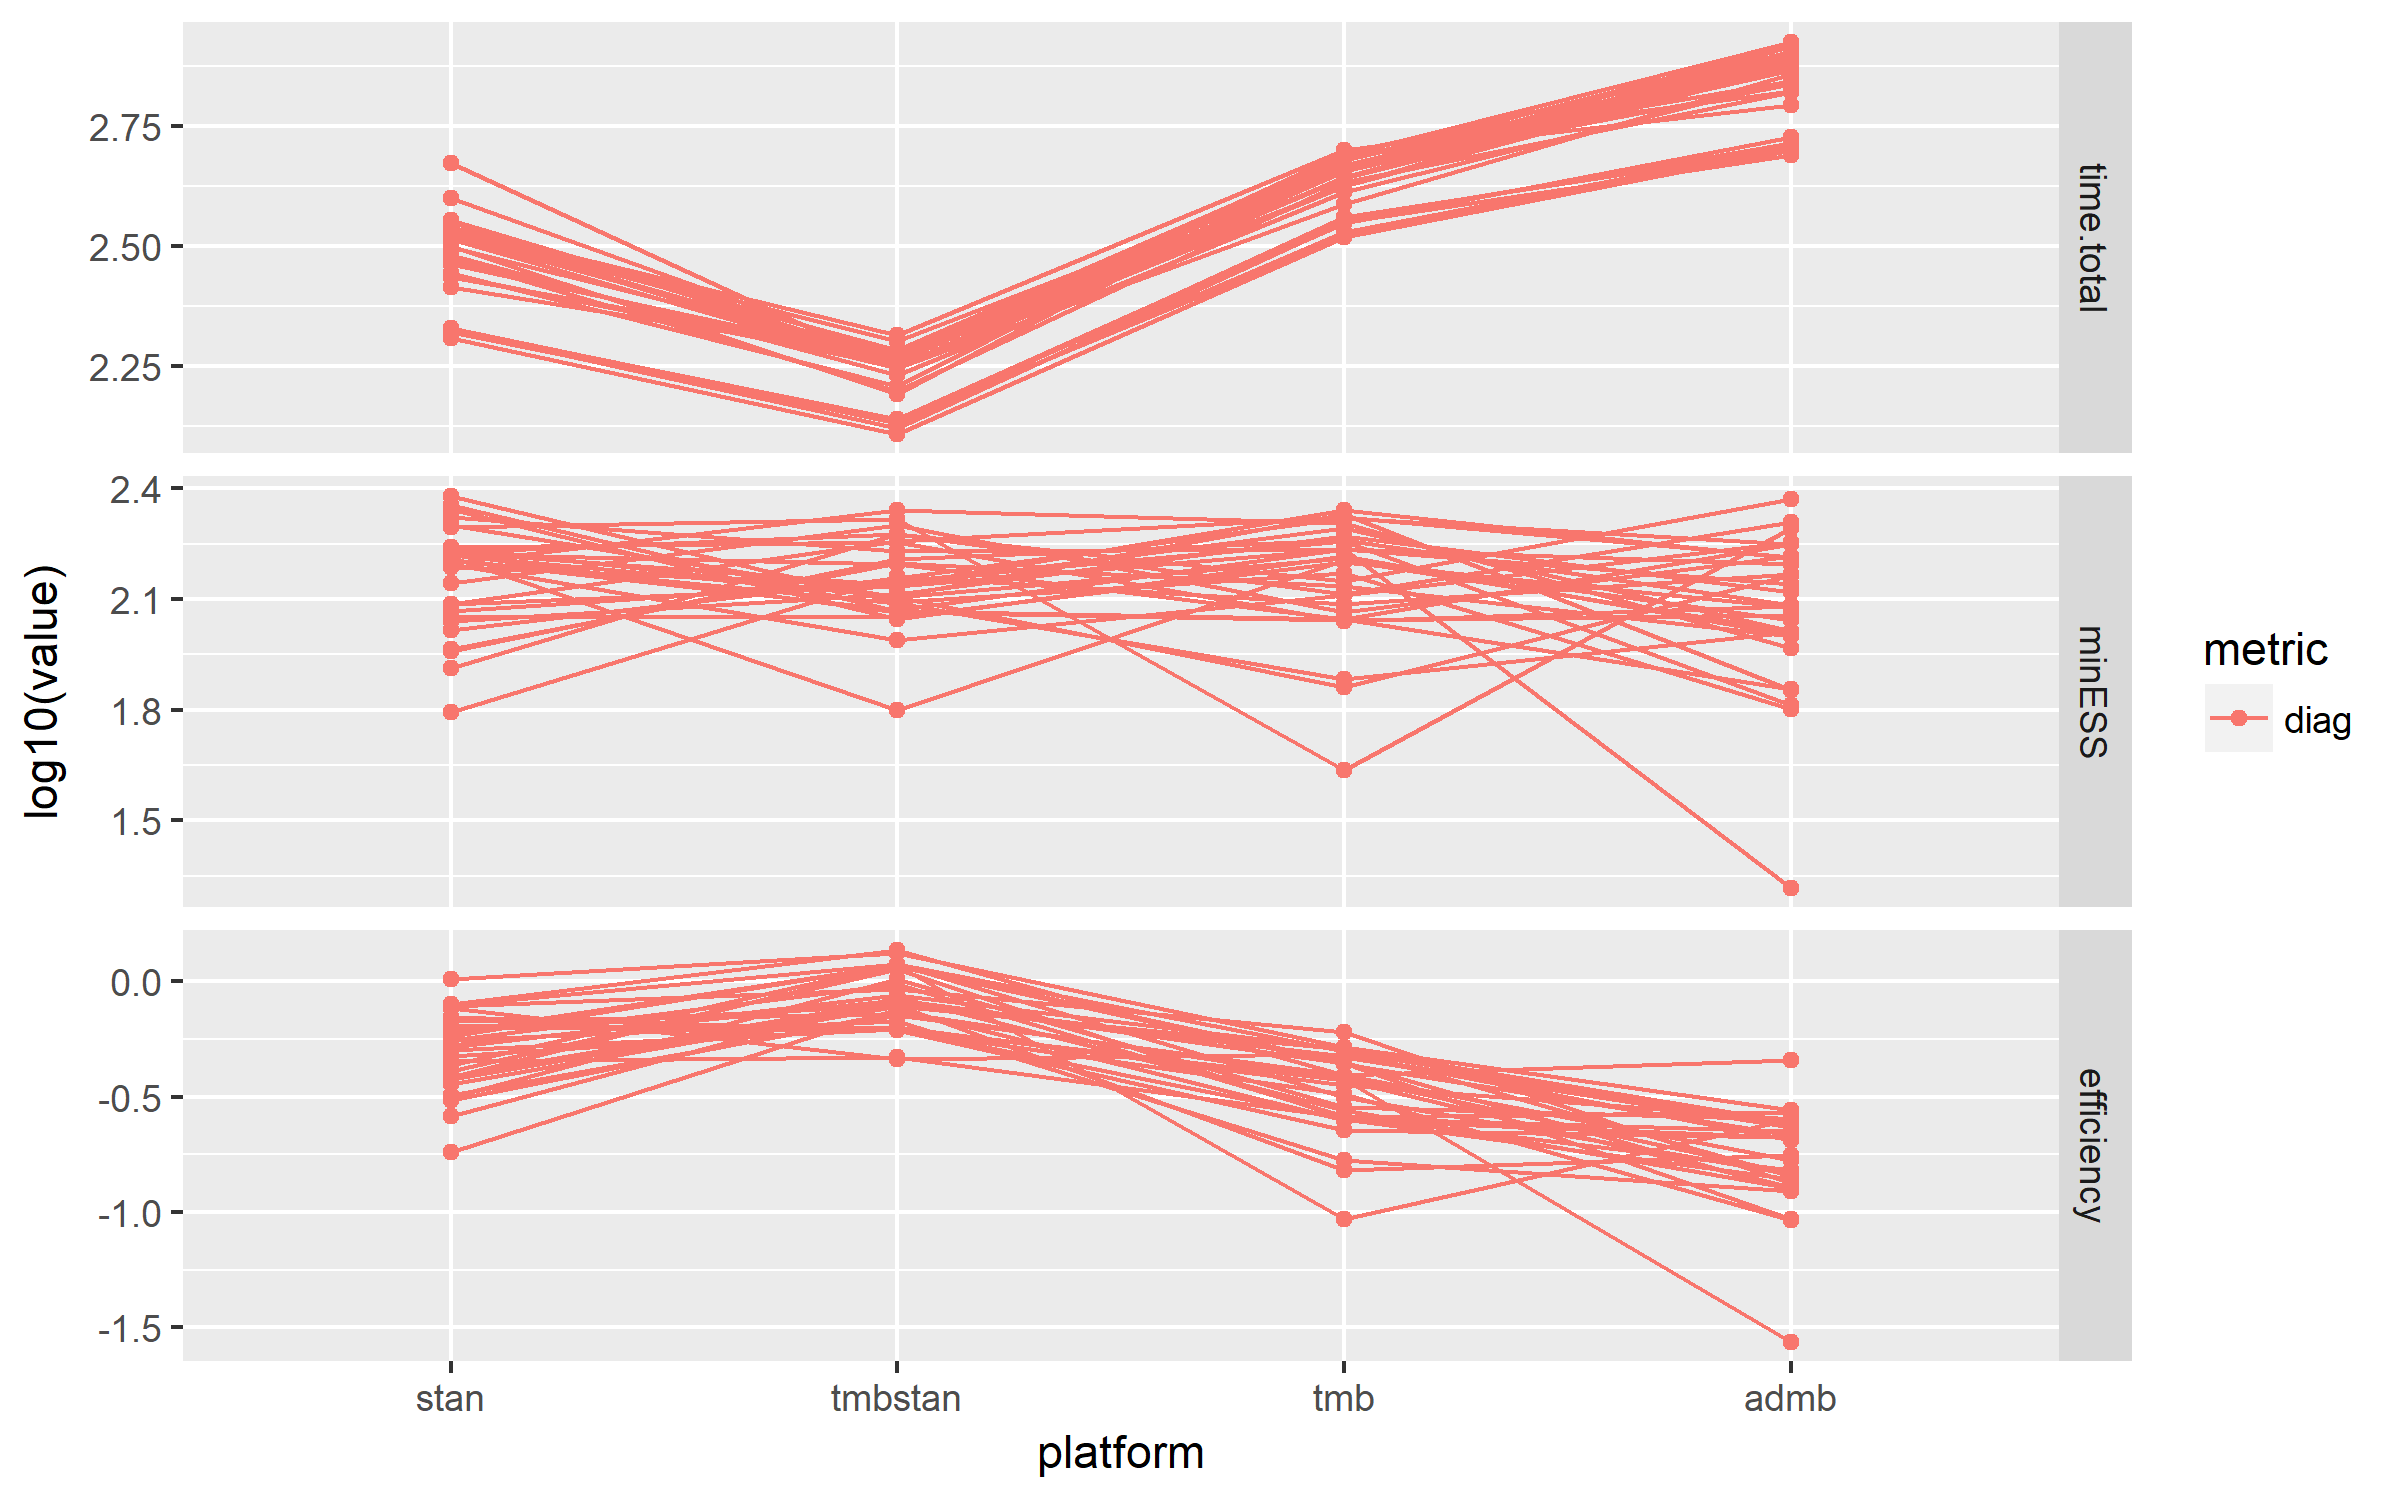 log10(value)
2.75
2.50
2.25
time.total
2.4
2.1
1.8
1.5
minESS
0.0
-0.5
-1.0
-1.5
efficiency
stan tmbstan tmb admb
platform
metric
diag